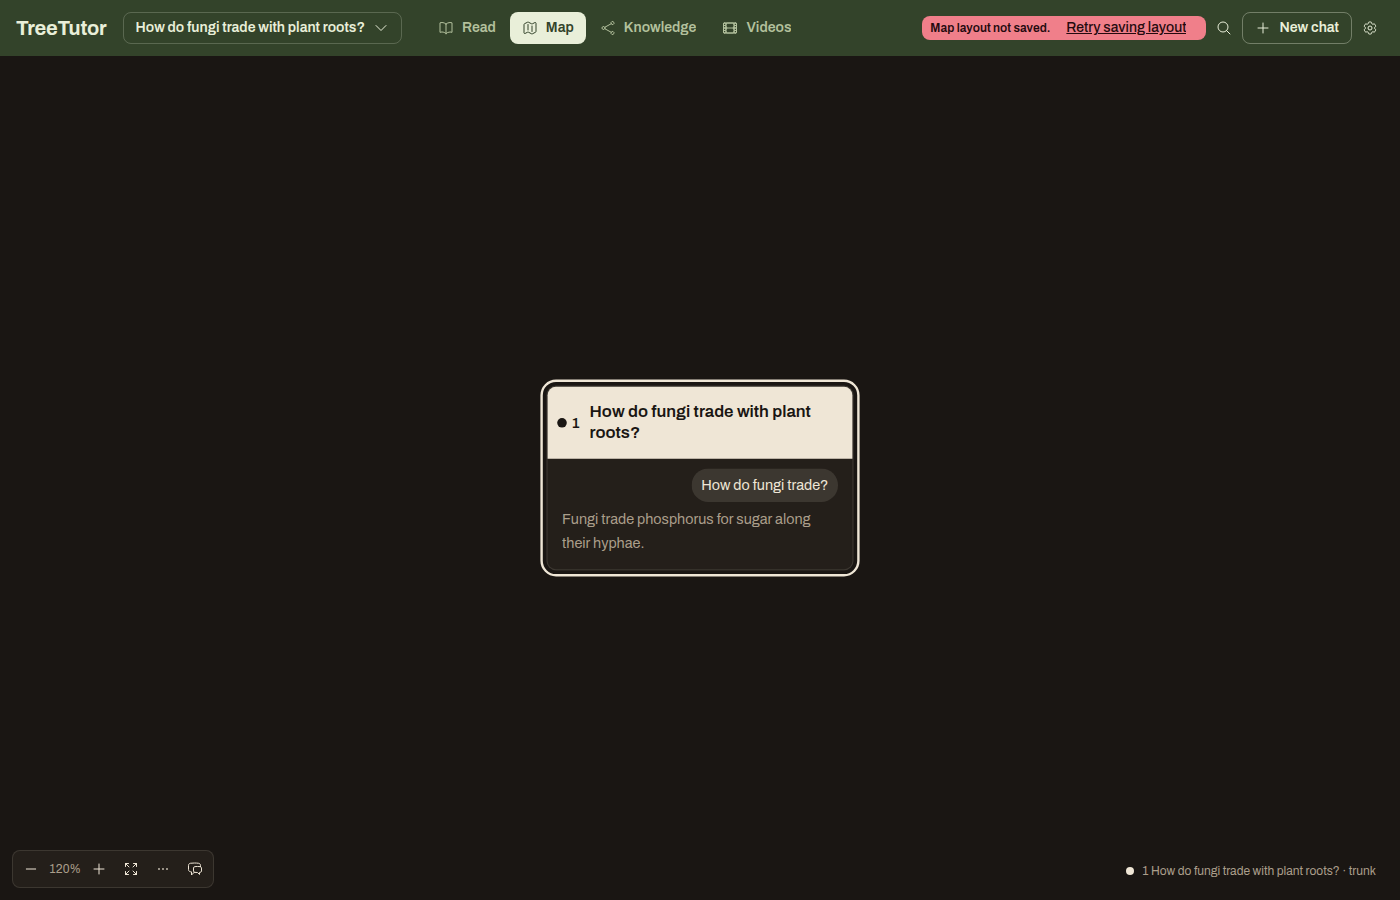 TreeTutor
How do fungi trade with plant roots?
Read
Map
Knowledge
Videos
Map layout not saved.
Retry saving layout
New chat
1
How do fungi trade with plant
roots?
How do fungi trade?
Fungi trade phosphorus for sugar along
their hyphae.
120%
1 How do fungi trade with plant roots? · trunk